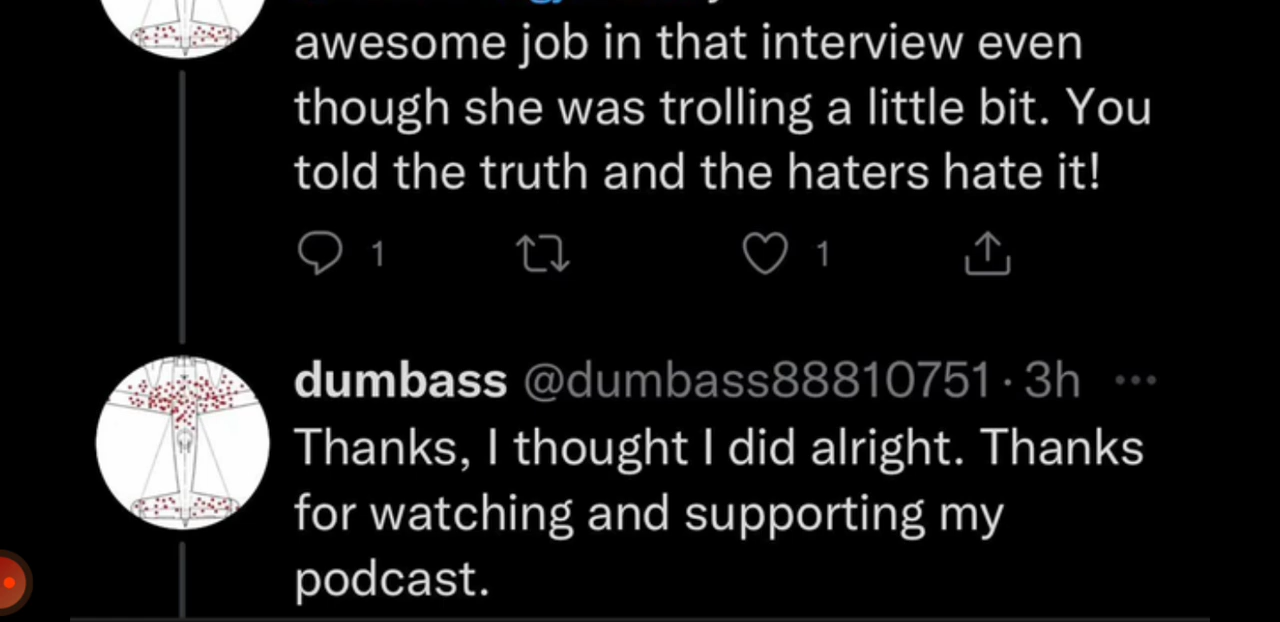 awesome job in that interview even
though she was trolling a little bit. You
told the truth and the haters hate it!
1 1
dumbass @dumbass88810751 · 3h ···
Thanks, I thought I did alright. Thanks
for watching and supporting my
podcast.